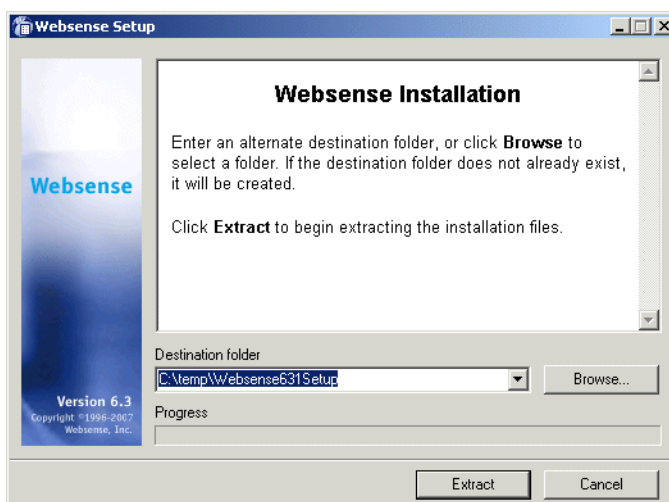 Websense Setup
Websense Installation
Enter an alternate destination folder, or click Browse to
select a folder. If the destination folder does not already exist,
it will be created.
Click Extract to begin extracting the installation files.
Websense
Version 6.3
Copyright ©1996-2007
Websense, Inc.
Destination folder
C:\temp\Websense631Setup
Browse...
Progress
Extract
Cancel